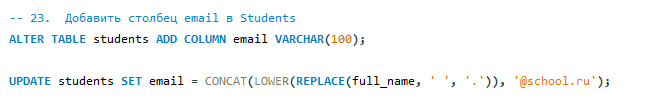 -- 23.  Добавить столбец email в Students
ALTER TABLE students ADD COLUMN email VARCHAR(100);
UPDATE students SET email = CONCAT(LOWER(REPLACE(full_name, ' ', '.')), '@school.ru');